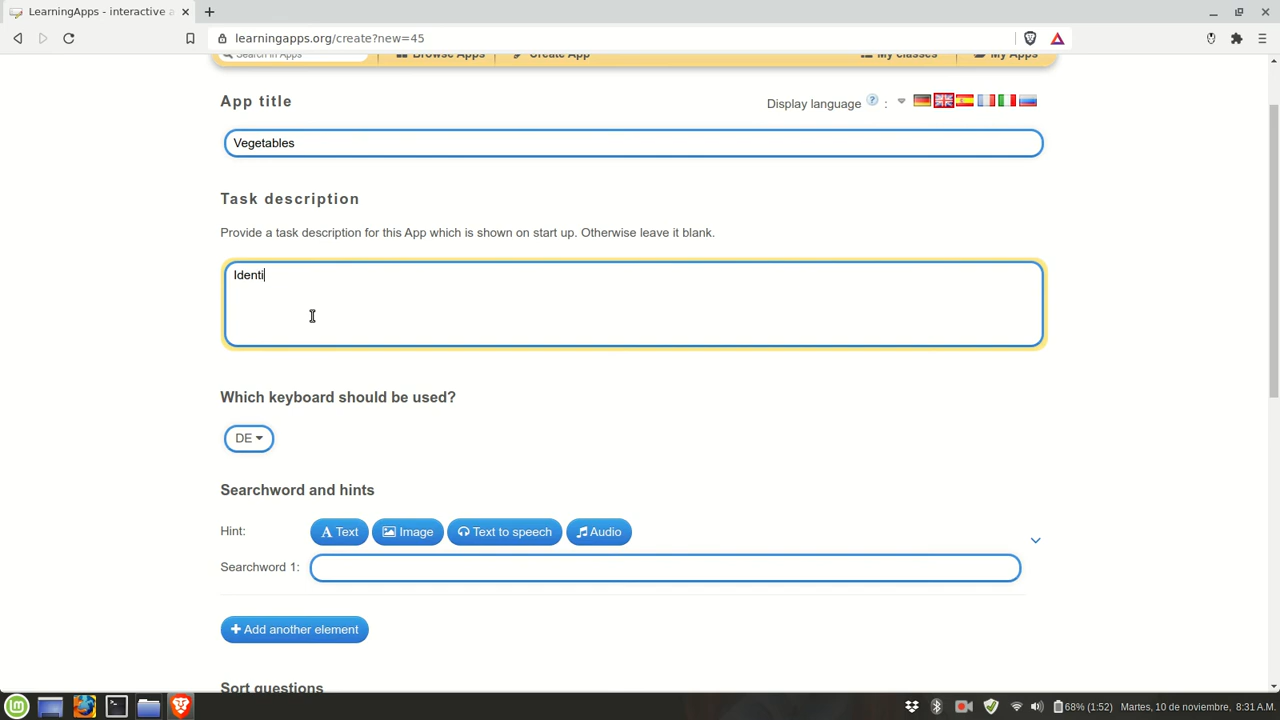 LearningApps - interactive a
learningapps.org/create?new=45
Search in Apps
Browse Apps
Create App
My classes
My Apps
App title
Display language ? :
Vegetables
Task description
Provide a task description for this App which is shown on start up. Otherwise leave it blank.
Identi
Which keyboard should be used?
DE
Searchword and hints
Hint:
A Text
Image
Text to speech
Audio
Searchword 1:
+ Add another element
Sort questions
68% (1:52)
Martes, 10 de noviembre, 8:31 A.M.